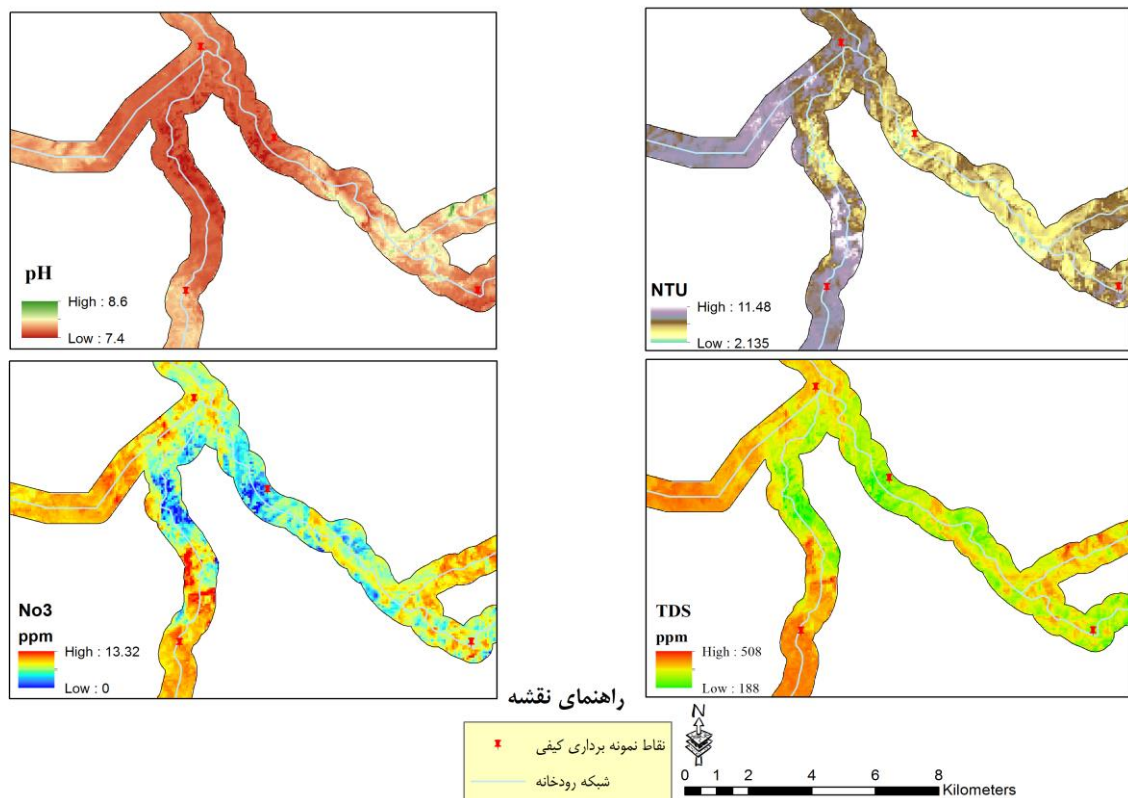 pH
High : 8.6
Low : 7.4
NTU
High : 11.48
Low : 2.135
No3
ppm
High : 13.32
Low : 0
TDS
ppm
High : 508
Low : 188
راهنمای نقشه
نقاط نمونه برداری کیفی
شبکه رودخانه
N
0 1 2 4 6 8
Kilometers